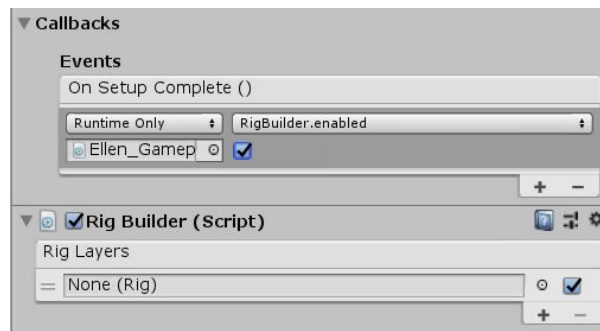 Callbacks
Events
On Setup Complete ()
Runtime Only RigBuilder.enabled
Ellen_Gamep
Rig Builder (Script)
Rig Layers
None (Rig)